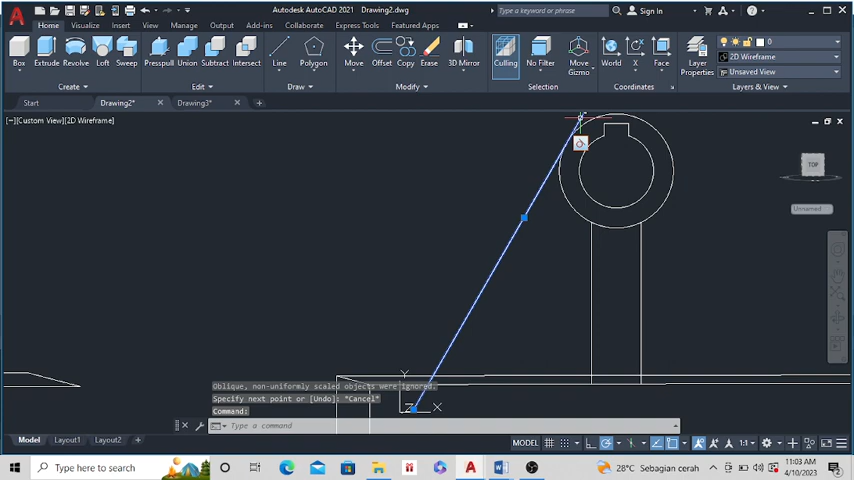 Autodesk AutoCAD 2021 Drawing2.dwg
Type a keyword or phrase
Sign In
Home Visualize Insert Annotate View Manage Output Add-ins Collaborate Express Tools Featured Apps
Box Extrude Revolve Loft Sweep Presspull Union Subtract Intersect Line Polygon Move Offset Copy Erase 3D Mirror Culling No Filter Move Gizmo World X Face Layer Properties
0
2D Wireframe
Unsaved View
Create Edit Draw Modify Selection Coordinates Layers & View
Start Drawing2* Drawing3*
[−][Custom View][2D Wireframe]
TOP
Unnamed
Y
Z X
Oblique, non-uniformly scaled objects were ignored.
Specify next point or [Undo]: *Cancel*
Command:
Type a command
Model Layout1 Layout2
MODEL 1:1
Type here to search
28°C Sebagian cerah
11:03 AM
4/10/2023